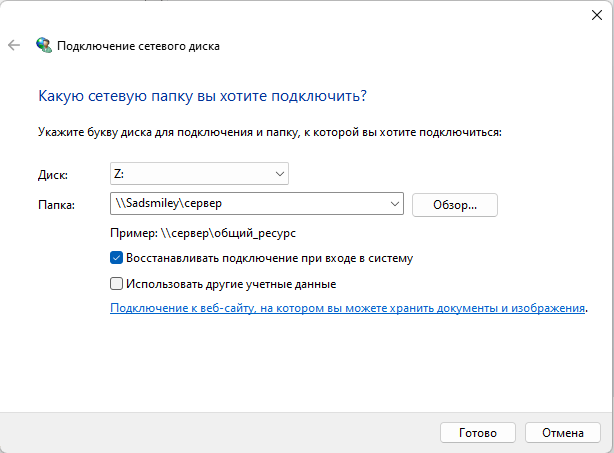 Подключение сетевого диска
Какую сетевую папку вы хотите подключить?
Укажите букву диска для подключения и папку, к которой вы хотите подключиться:
Диск: Z:
Папка: \\Sadsmiley\сервер Обзор...
Пример: \\сервер\общий_ресурс
Восстанавливать подключение при входе в систему
Использовать другие учетные данные
Подключение к веб-сайту, на котором вы можете хранить документы и изображения.
Готово Отмена